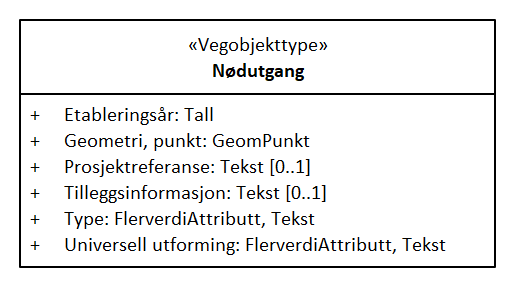 «Vegobjekttype»
Nødutgang
+ Etableringsår: Tall
+ Geometri, punkt: GeomPunkt
+ Prosjektreferanse: Tekst [0..1]
+ Tilleggsinformasjon: Tekst [0..1]
+ Type: FlerverdiAttributt, Tekst
+ Universell utforming: FlerverdiAttributt, Tekst